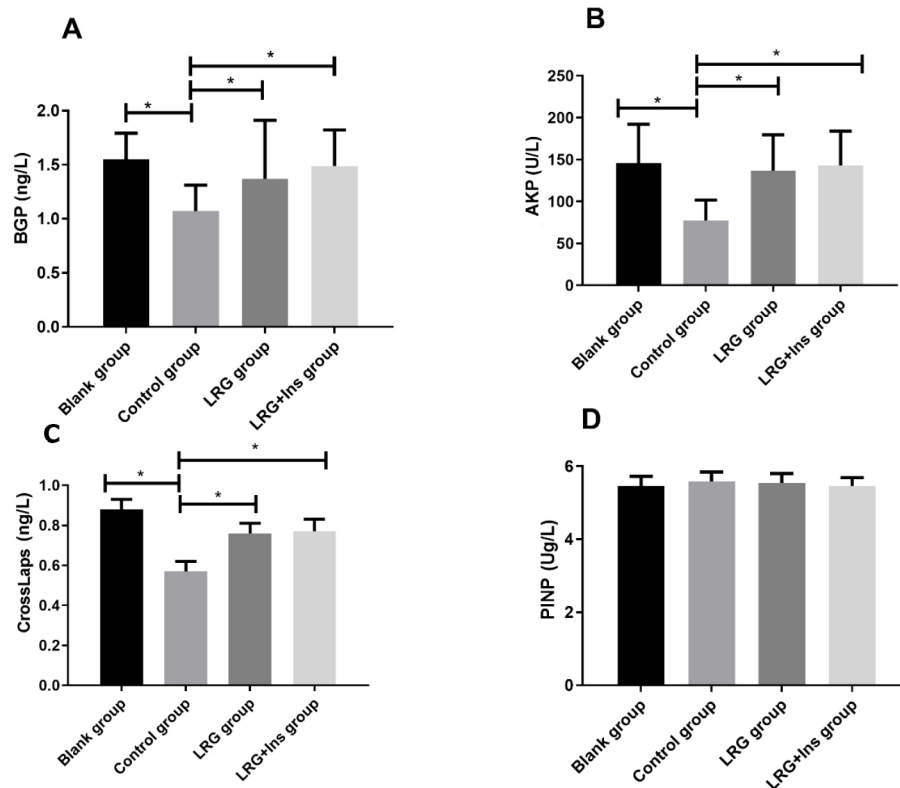 A
*
*
*
BGP (ng/L)
2.0
1.5
1.0
0.5
0.0
Blank group
Control group
LRG group
LRG+Ins group
B
*
*
*
AKP (U/L)
250
200
150
100
50
0
Blank group
Control group
LRG group
LRG+Ins group
C
*
*
*
CrossLaps (ng/L)
1.0
0.8
0.6
0.4
0.2
0.0
Blank group
Control group
LRG group
LRG+Ins group
D
PINP (Ug/L)
6
4
2
0
Blank group
Control group
LRG group
LRG+Ins group